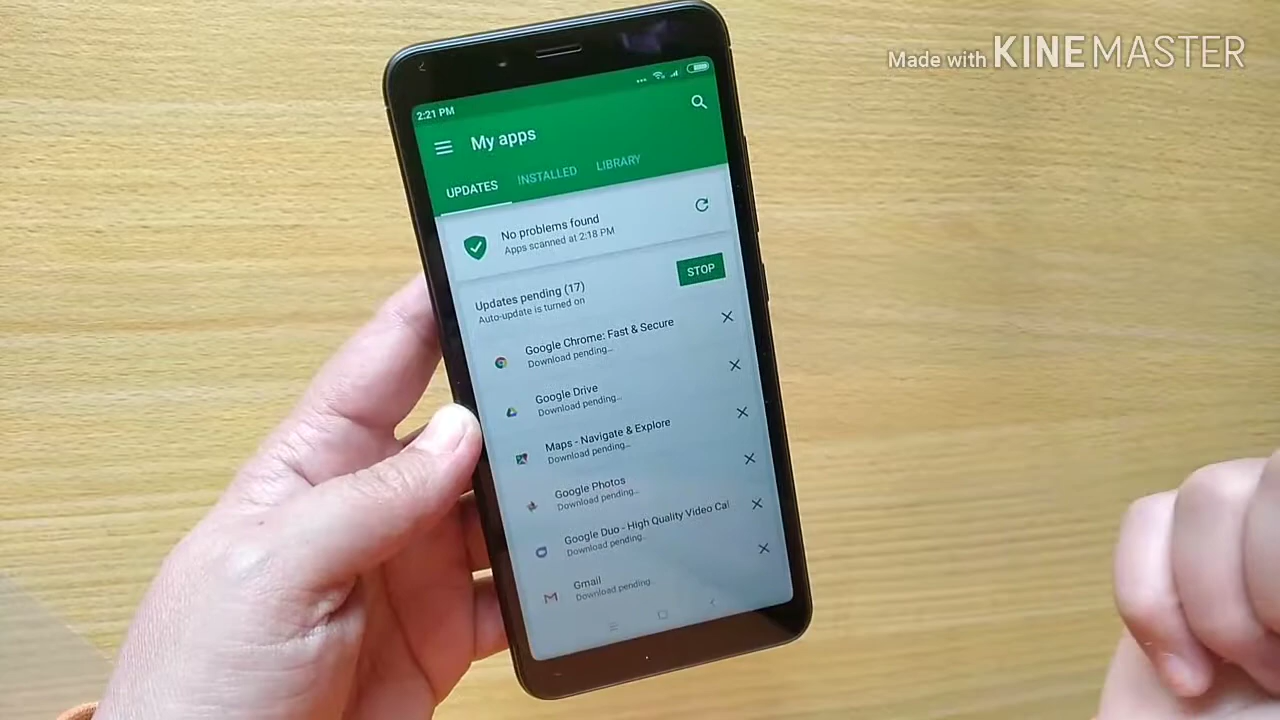 Made with KINEMASTER
2:21 PM
My apps
UPDATES INSTALLED LIBRARY
No problems found
Apps scanned at 2:18 PM
Updates pending (17)
Auto-update is turned on
STOP
Google Chrome: Fast & Secure
Download pending...
Google Drive
Download pending...
Maps - Navigate & Explore
Download pending...
Google Photos
Download pending...
Google Duo - High Quality Video Cal
Download pending...
Gmail
Download pending...